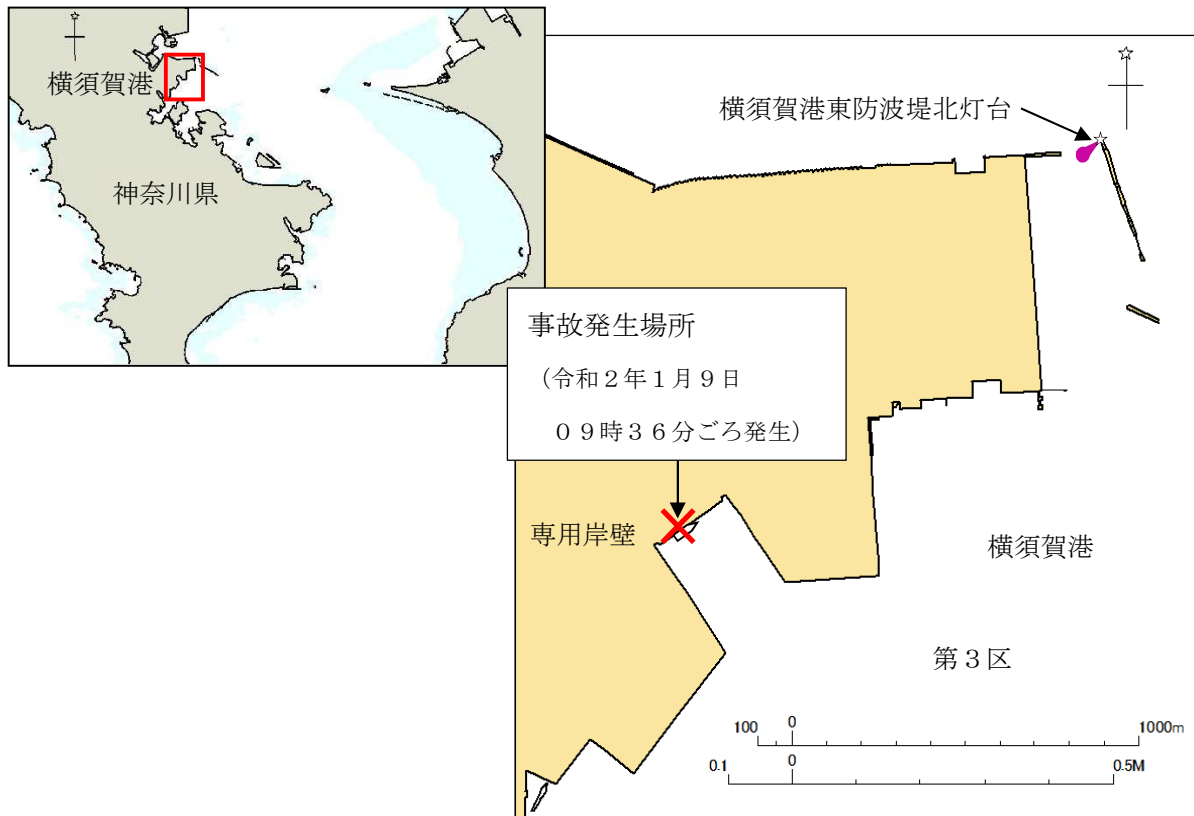 横須賀港
神奈川県
横須賀港東防波堤北灯台
事故発生場所
（令和２年１月９日
０９時３６分ごろ発生）
専用岸壁
横須賀港
第３区
100 0 1000m
0.1 0 0.5M